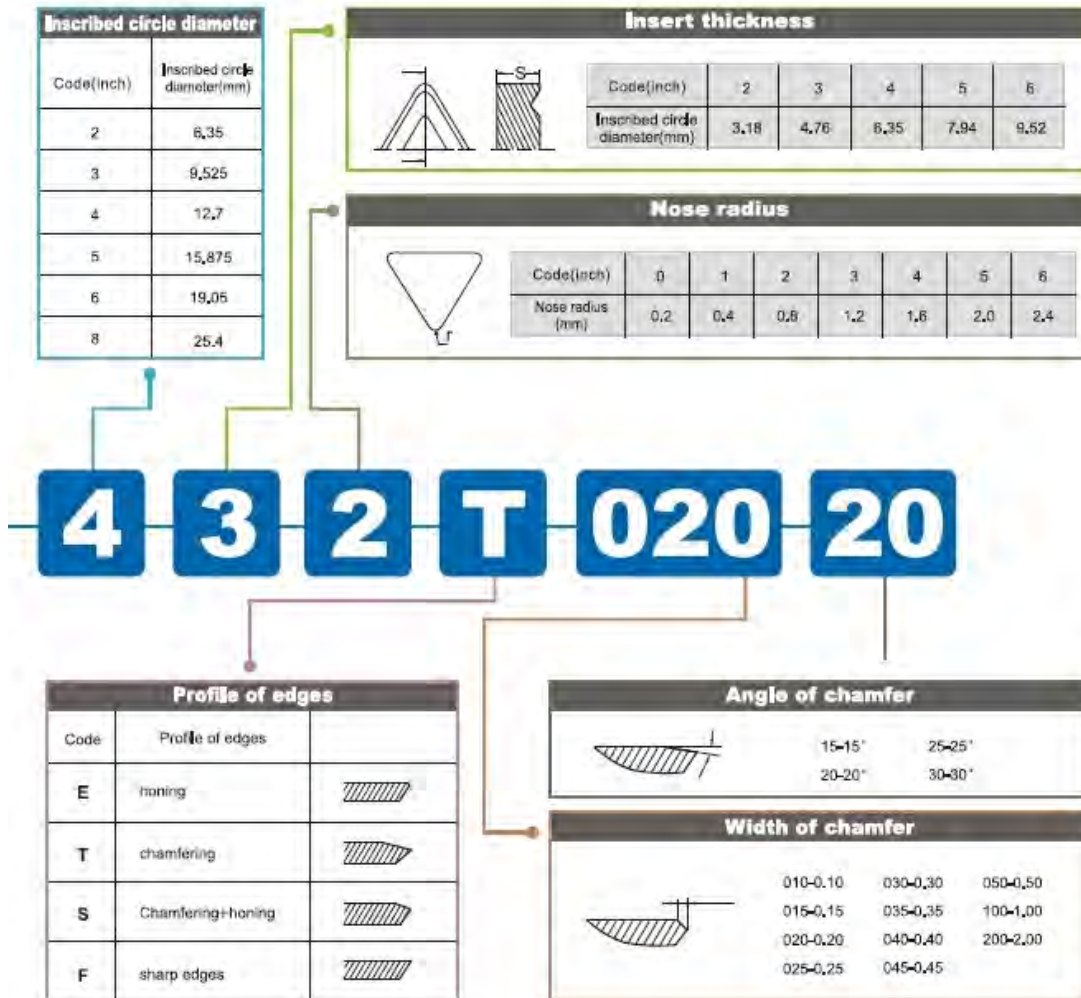 Inscribed circle diameter
Code(inch) Inscribed circle diameter(mm)
2 6.35
3 9.525
4 12.7
5 15.875
6 19.05
8 25.4
Insert thickness
S
Code(inch) 2 3 4 5 6
Inscribed circle diameter(mm) 3.18 4.76 6.35 7.94 9.52
Nose radius
r
Code(inch) 0 1 2 3 4 5 6
Nose radius (mm) 0.2 0.4 0.8 1.2 1.6 2.0 2.4
4 3 2 T 020 20
Profile of edges
Code Profile of edges
E honing
T chamfering
S Chamfering+honing
F sharp edges
Angle of chamfer
15-15° 25-25°
20-20° 30-30°
Width of chamfer
010-0.10 030-0.30 050-0.50
015-0.15 035-0.35 100-1.00
020-0.20 040-0.40 200-2.00
025-0.25 045-0.45